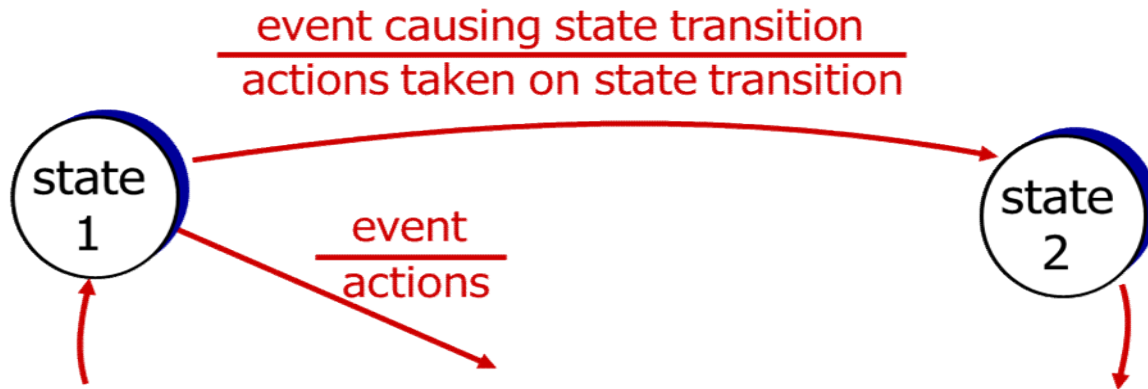 event causing state transition
actions taken on state transition
state
1
state
2
event
actions